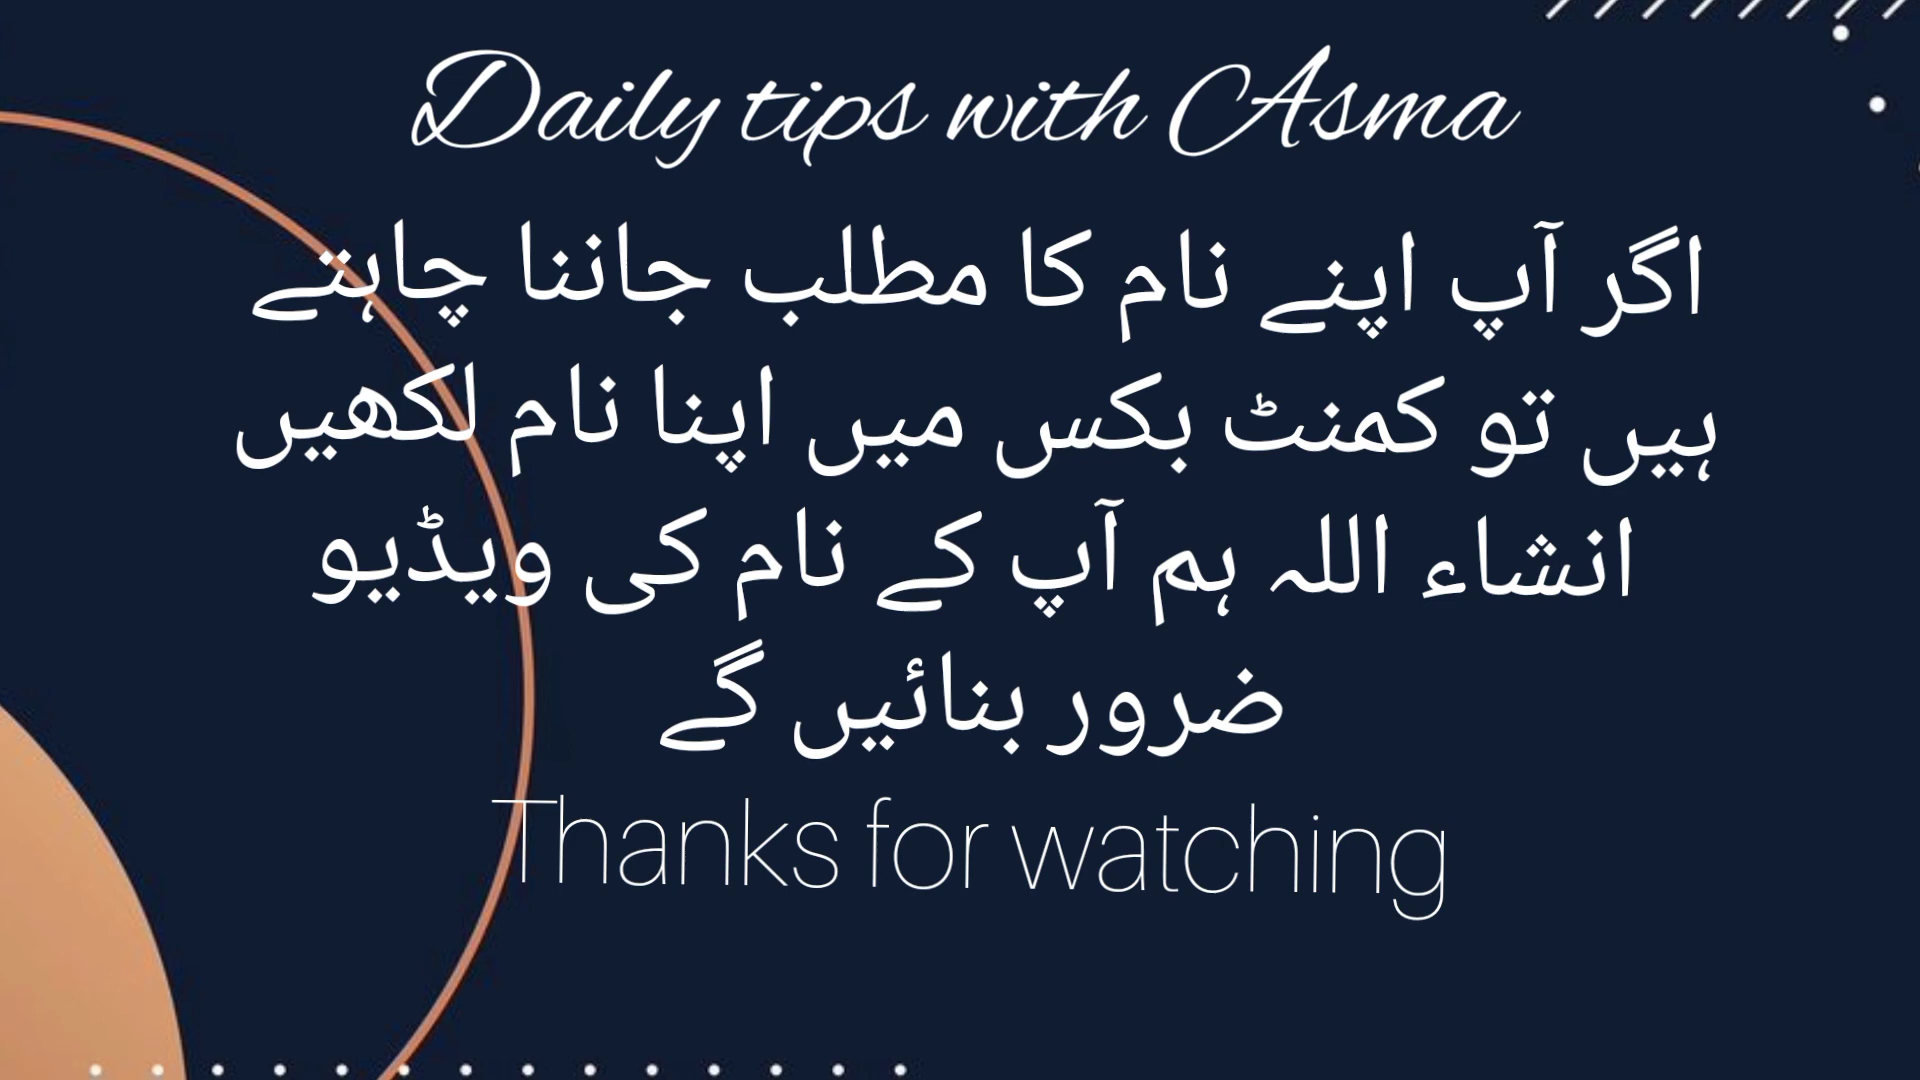 Daily tips with Asma
اگر آپ اپنے نام کا مطلب جاننا چاہتے
ہیں تو کمنٹ بکس میں اپنا نام لکھیں
انشاء اللہ ہم آپ کے نام کی ویڈیو
ضرور بنائیں گے
Thanks for watching